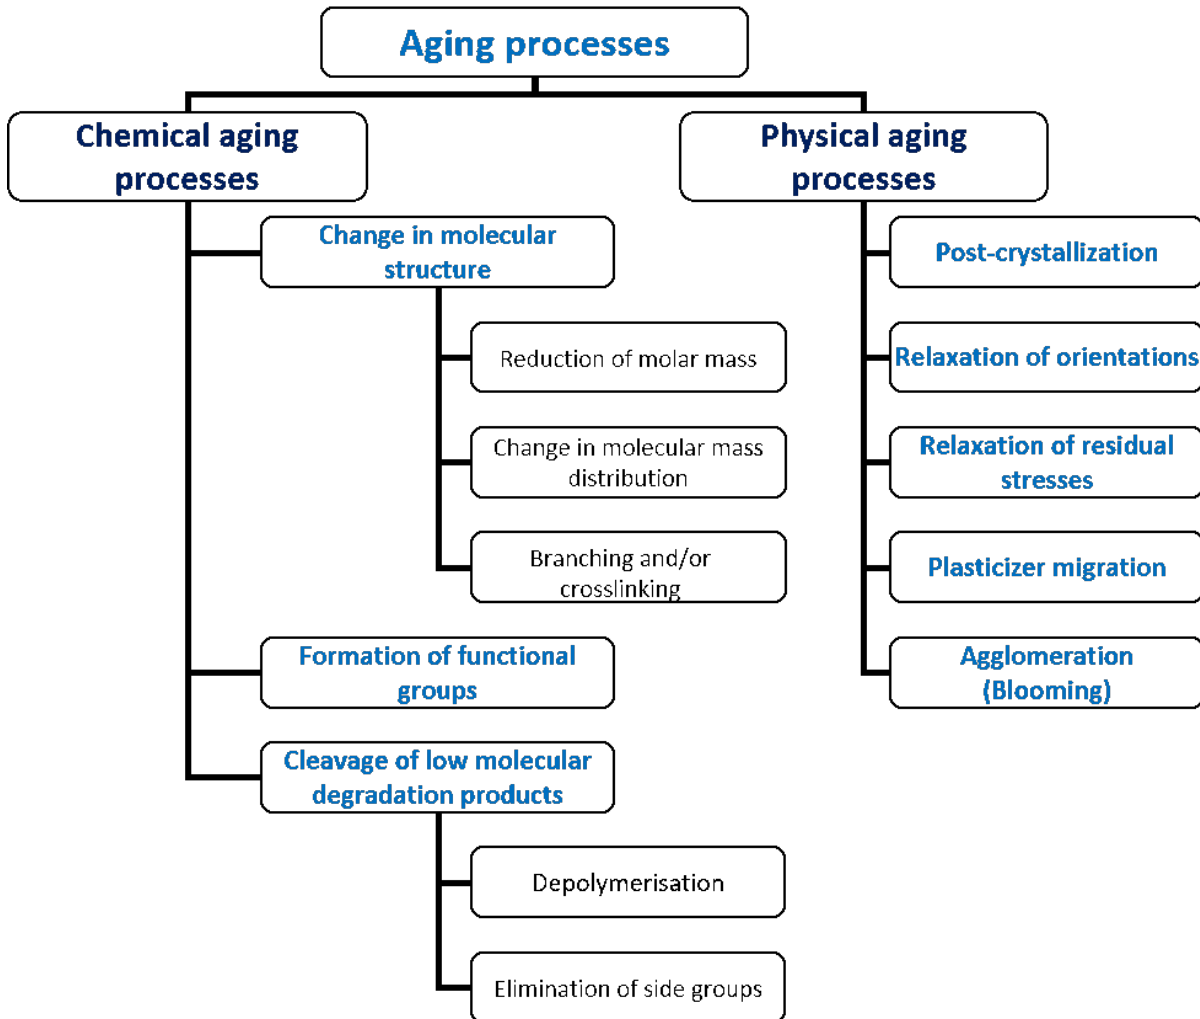 Aging processes
Chemical aging
processes
Change in molecular
structure
Reduction of molar mass
Change in molecular mass
distribution
Branching and/or
crosslinking
Formation of functional
groups
Cleavage of low molecular
degradation products
Depolymerisation
Elimination of side groups
Physical aging
processes
Post-crystallization
Relaxation of orientations
Relaxation of residual
stresses
Plasticizer migration
Agglomeration
(Blooming)